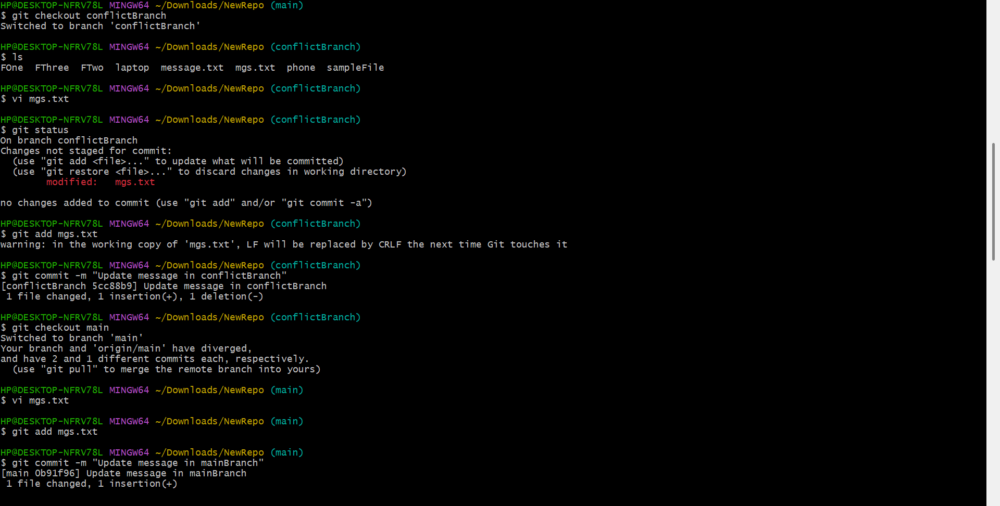 HP@DESKTOP-NFRV78L MINGW64 ~/Downloads/NewRepo (main)
$ git checkout conflictBranch
Switched to branch 'conflictBranch'
HP@DESKTOP-NFRV78L MINGW64 ~/Downloads/NewRepo (conflictBranch)
$ ls
FOne  FThree  FTwo  laptop  message.txt  mgs.txt  phone  sampleFile
HP@DESKTOP-NFRV78L MINGW64 ~/Downloads/NewRepo (conflictBranch)
$ vi mgs.txt
HP@DESKTOP-NFRV78L MINGW64 ~/Downloads/NewRepo (conflictBranch)
$ git status
On branch conflictBranch
Changes not staged for commit:
  (use "git add <file>..." to update what will be committed)
  (use "git restore <file>..." to discard changes in working directory)
        modified:   mgs.txt
no changes added to commit (use "git add" and/or "git commit -a")
HP@DESKTOP-NFRV78L MINGW64 ~/Downloads/NewRepo (conflictBranch)
$ git add mgs.txt
warning: in the working copy of 'mgs.txt', LF will be replaced by CRLF the next time Git touches it
HP@DESKTOP-NFRV78L MINGW64 ~/Downloads/NewRepo (conflictBranch)
$ git commit -m "Update message in conflictBranch"
[conflictBranch 5cc88b9] Update message in conflictBranch
 1 file changed, 1 insertion(+), 1 deletion(-)
HP@DESKTOP-NFRV78L MINGW64 ~/Downloads/NewRepo (conflictBranch)
$ git checkout main
Switched to branch 'main'
Your branch and 'origin/main' have diverged,
and have 2 and 1 different commits each, respectively.
  (use "git pull" to merge the remote branch into yours)
HP@DESKTOP-NFRV78L MINGW64 ~/Downloads/NewRepo (main)
$ vi mgs.txt
HP@DESKTOP-NFRV78L MINGW64 ~/Downloads/NewRepo (main)
$ git add mgs.txt
HP@DESKTOP-NFRV78L MINGW64 ~/Downloads/NewRepo (main)
$ git commit -m "Update message in mainBranch"
[main 0b91f96] Update message in mainBranch
 1 file changed, 1 insertion(+)